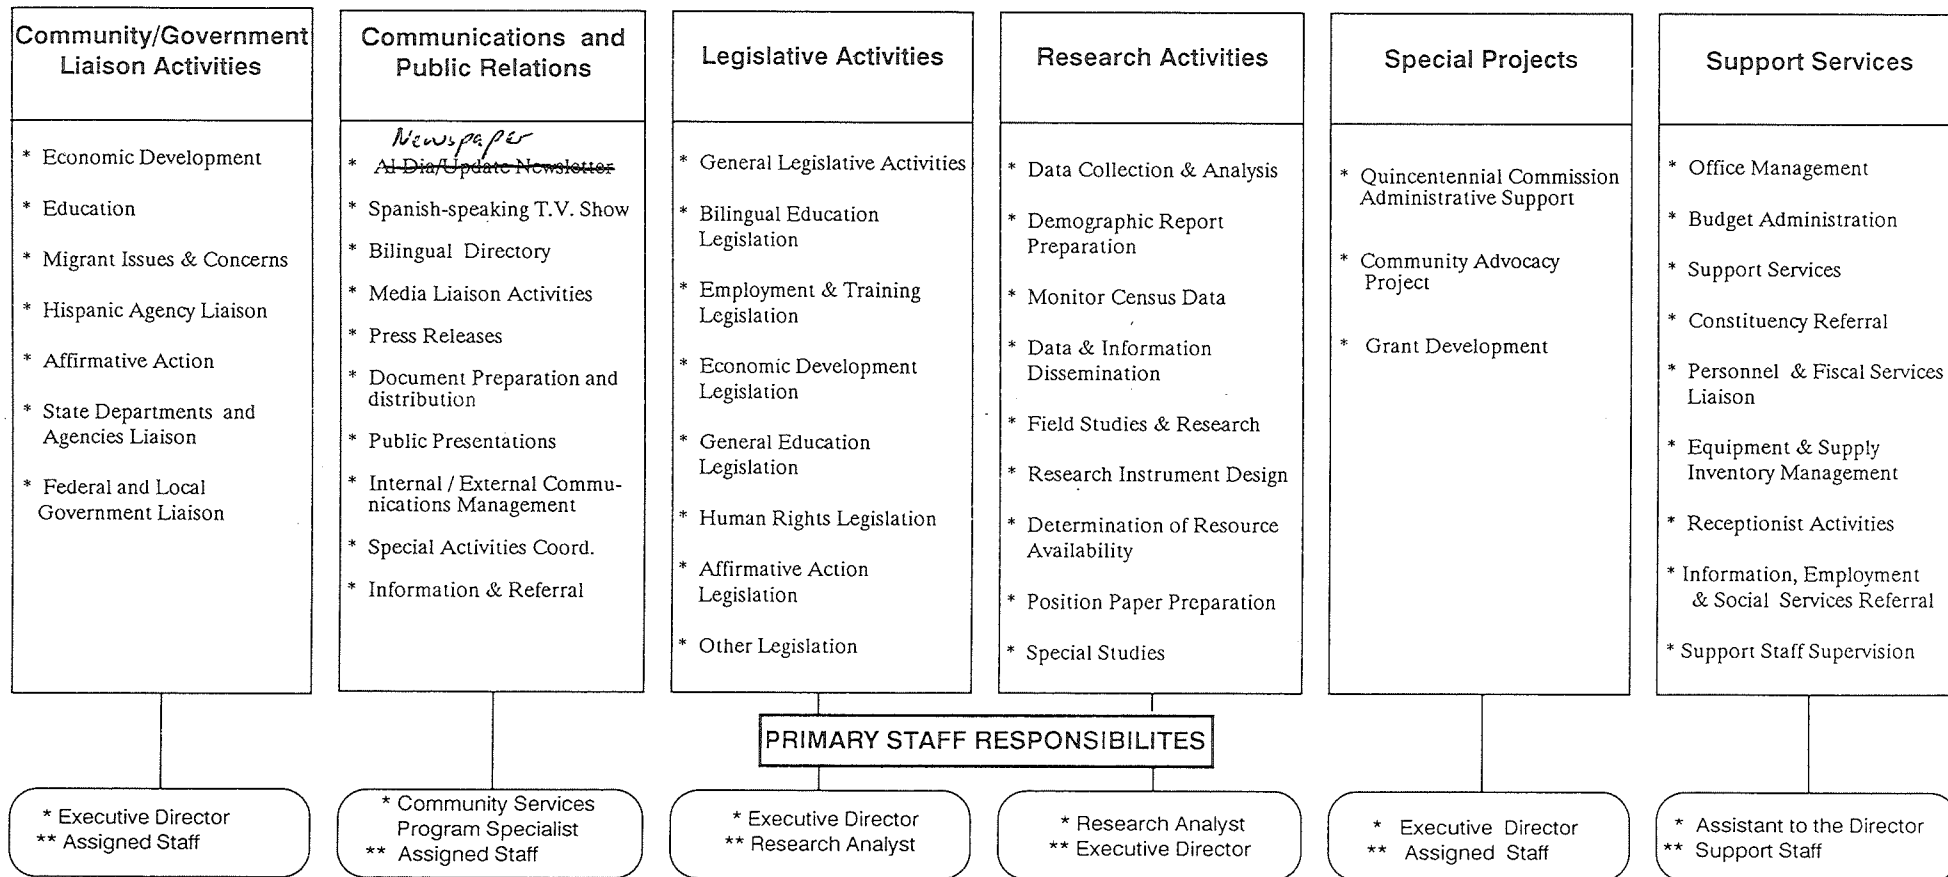 Community/Government
Liaison Activities
* Economic Development
* Education
* Migrant Issues & Concerns
* Hispanic Agency Liaison
* Affirmative Action
* State Departments and
Agencies Liaison
* Federal and Local
Government Liaison
* Executive Director
** Assigned Staff
Communications and
Public Relations
Newspaper
* Al Dia/Update Newsletter
* Spanish-speaking T.V. Show
* Bilingual Directory
* Media Liaison Activities
* Press Releases
* Document Preparation and
distribution
* Public Presentations
* Internal / External Commu-
nications Management
* Special Activities Coord.
* Information & Referral
* Community Services
Program Specialist
** Assigned Staff
Legislative Activities
* General Legislative Activities
* Bilingual Education
Legislation
* Employment & Training
Legislation
* Economic Development
Legislation
* General Education
Legislation
* Human Rights Legislation
* Affirmative Action
Legislation
* Other Legislation
PRIMARY STAFF RESPONSIBILITES
* Executive Director
** Research Analyst
Research Activities
* Data Collection & Analysis
* Demographic Report
Preparation
* Monitor Census Data
* Data & Information
Dissemination
* Field Studies & Research
* Research Instrument Design
* Determination of Resource
Availability
* Position Paper Preparation
* Special Studies
* Research Analyst
** Executive Director
Special Projects
* Quincentennial Commission
Administrative Support
* Community Advocacy
Project
* Grant Development
* Executive Director
** Assigned Staff
Support Services
* Office Management
* Budget Administration
* Support Services
* Constituency Referral
* Personnel & Fiscal Services
Liaison
* Equipment & Supply
Inventory Management
* Receptionist Activities
* Information, Employment
& Social Services Referral
* Support Staff Supervision
* Assistant to the Director
** Support Staff